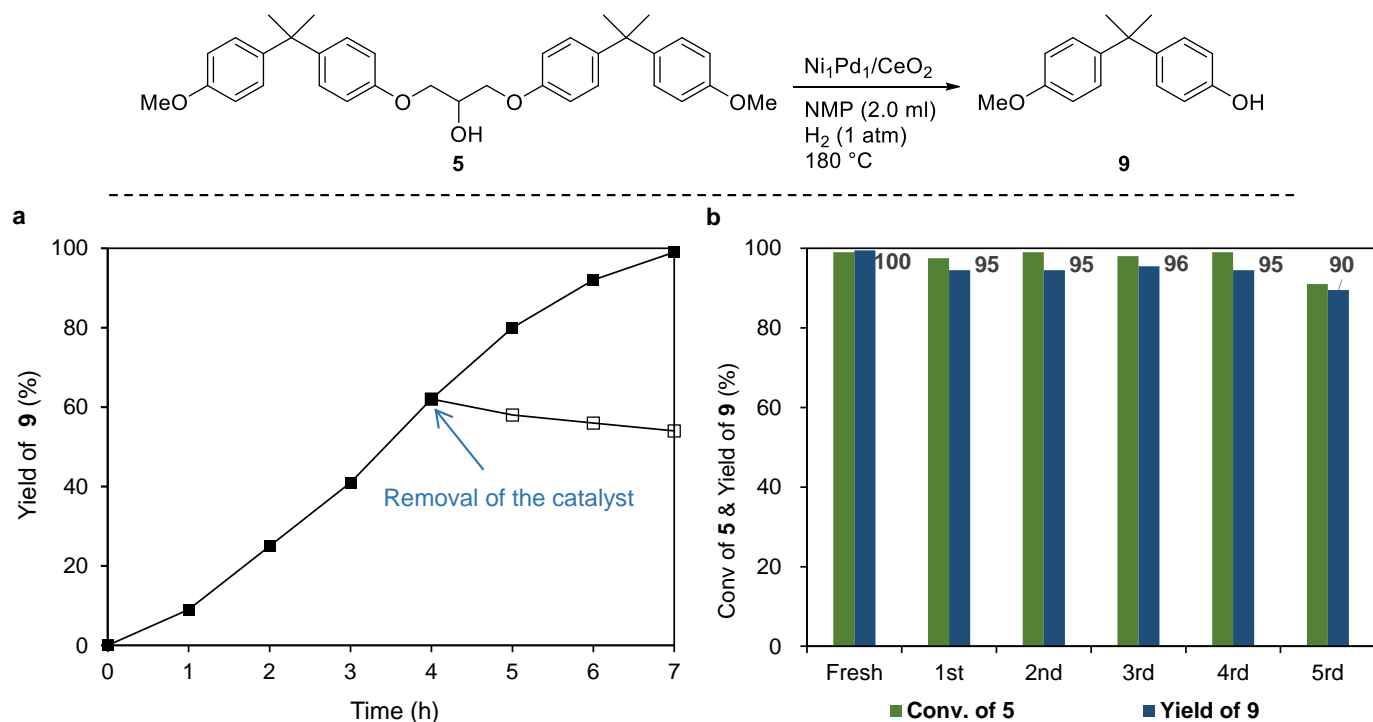 MeO
O
O
OH
OMe
5
Ni₁Pd₁/CeO₂
NMP (2.0 ml)
H₂ (1 atm)
180 °C
MeO
OH
9
a
Yield of 9 (%)
100
80
60
40
20
0
0 1 2 3 4 5 6 7
Time (h)
Removal of the catalyst
b
Conv of 5 & Yield of 9 (%)
100
80
60
40
20
0
100 95 95 96 95 90
Fresh 1st 2nd 3rd 4rd 5rd
Conv. of 5 Yield of 9